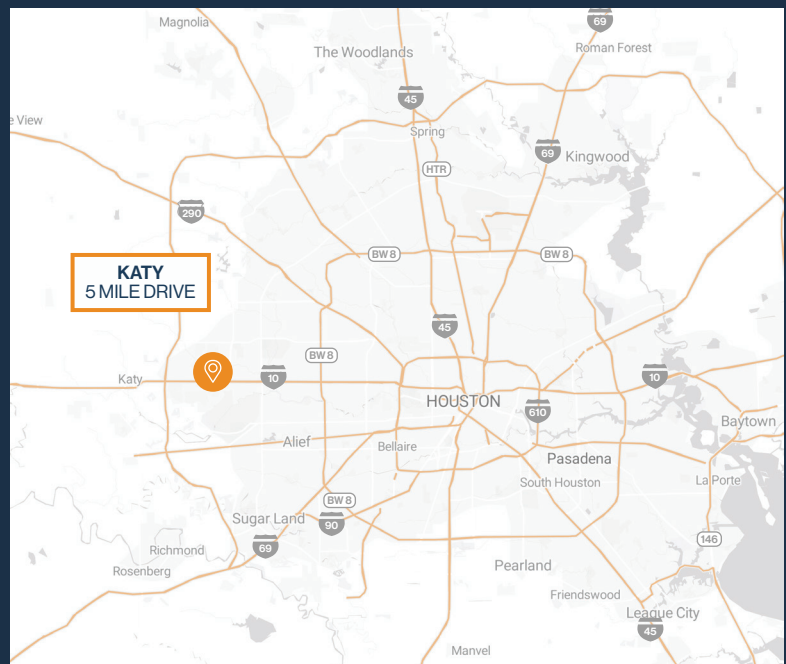 69
Magnolia
Roman Forest
The Woodlands
45
e View
Spring
69
Kingwood
HTR
290
BW 8
BW 8
KATY
5 MILE DRIVE
45
BW 8
Katy
10
10
HOUSTON
610
Baytown
Alief
Bellaire
Pasadena
La Porte
South Houston
BW 8
Sugar Land
90
146
69
Richmond
Rosenberg
Pearland
Friendswood
League City
45
Manvel